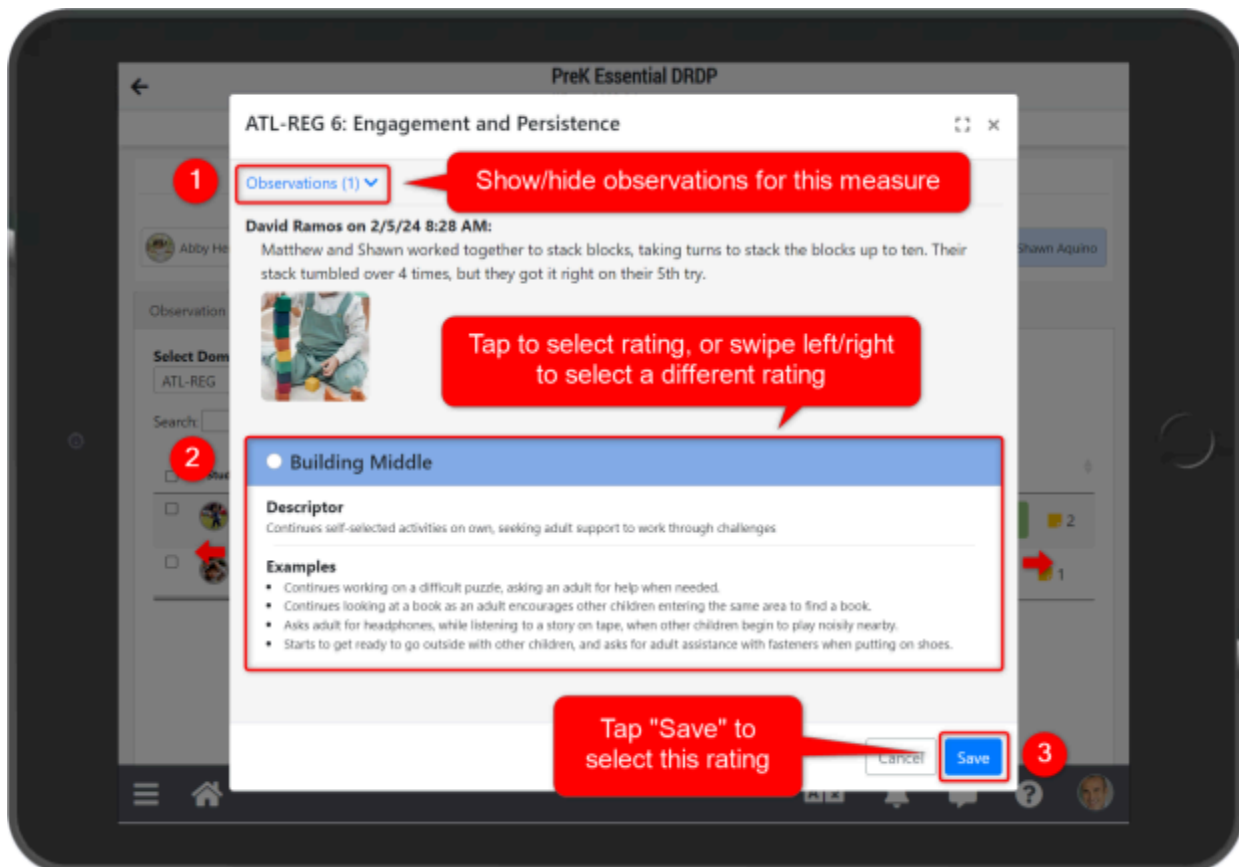 PreK Essential DRDP
ATL-REG 6: Engagement and Persistence
1
Observations (1)
Show/hide observations for this measure
David Ramos on 2/5/24 8:28 AM:
Matthew and Shawn worked together to stack blocks, taking turns to stack the blocks up to ten. Their
stack tumbled over 4 times, but they got it right on their 5th try.
Abby He
Shawn Aquino
Observation
Tap to select rating, or swipe left/right
to select a different rating
Select Dom
ATL-REG
Search:
2
Stu
Building Middle
Descriptor
Continues self-selected activities on own, seeking adult support to work through challenges
Examples
• Continues working on a difficult puzzle, asking an adult for help when needed.
• Continues looking at a book as an adult encourages other children entering the same area to find a book.
• Asks adult for headphones, while listening to a story on tape, when other children begin to play noisily nearby.
• Starts to get ready to go outside with other children, and asks for adult assistance with fasteners when putting on shoes.
2
1
Tap "Save" to
select this rating
Cancel
Save
3